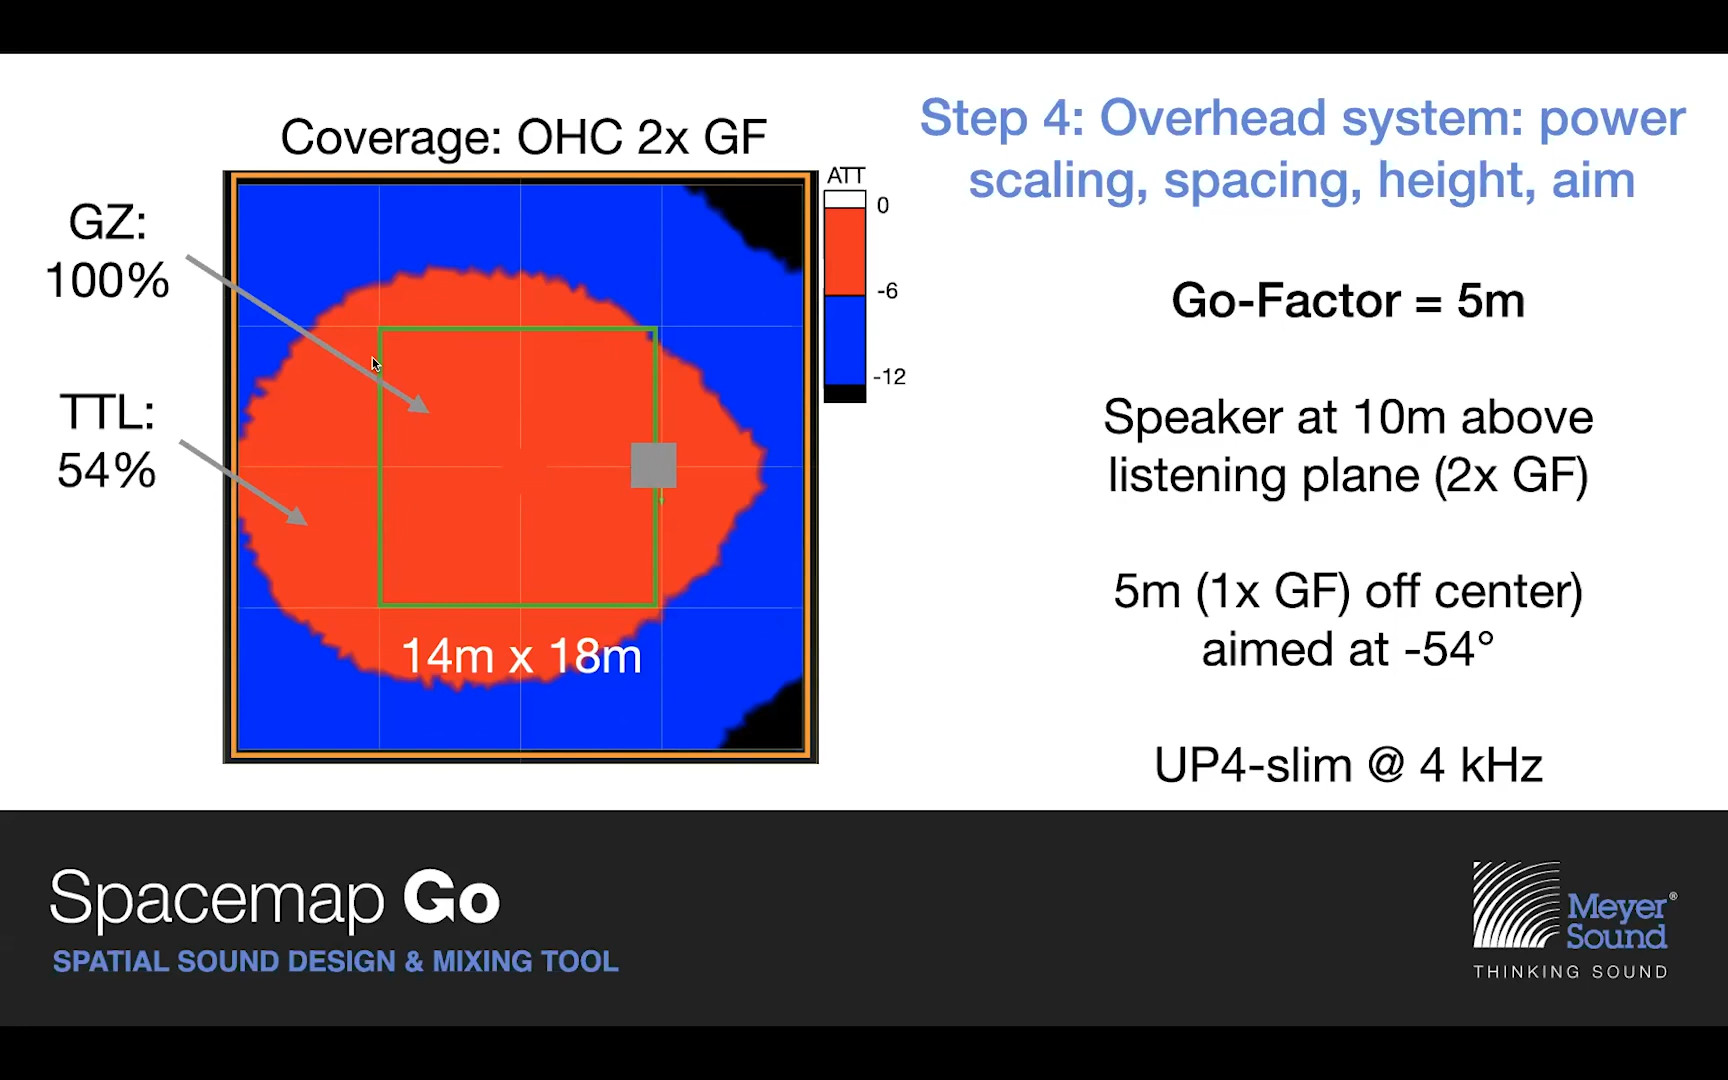 Step 4: Overhead system: power
scaling, spacing, height, aim
Coverage: OHC 2x GF
GZ:
100%
TTL:
54%
ATT
0
-6
-12
14m x 18m
Go-Factor = 5m
Speaker at 10m above
listening plane (2x GF)
5m (1x GF) off center)
aimed at -54°
UP4-slim @ 4 kHz
Spacemap Go
SPATIAL SOUND DESIGN & MIXING TOOL
Meyer®
Sound
THINKING SOUND